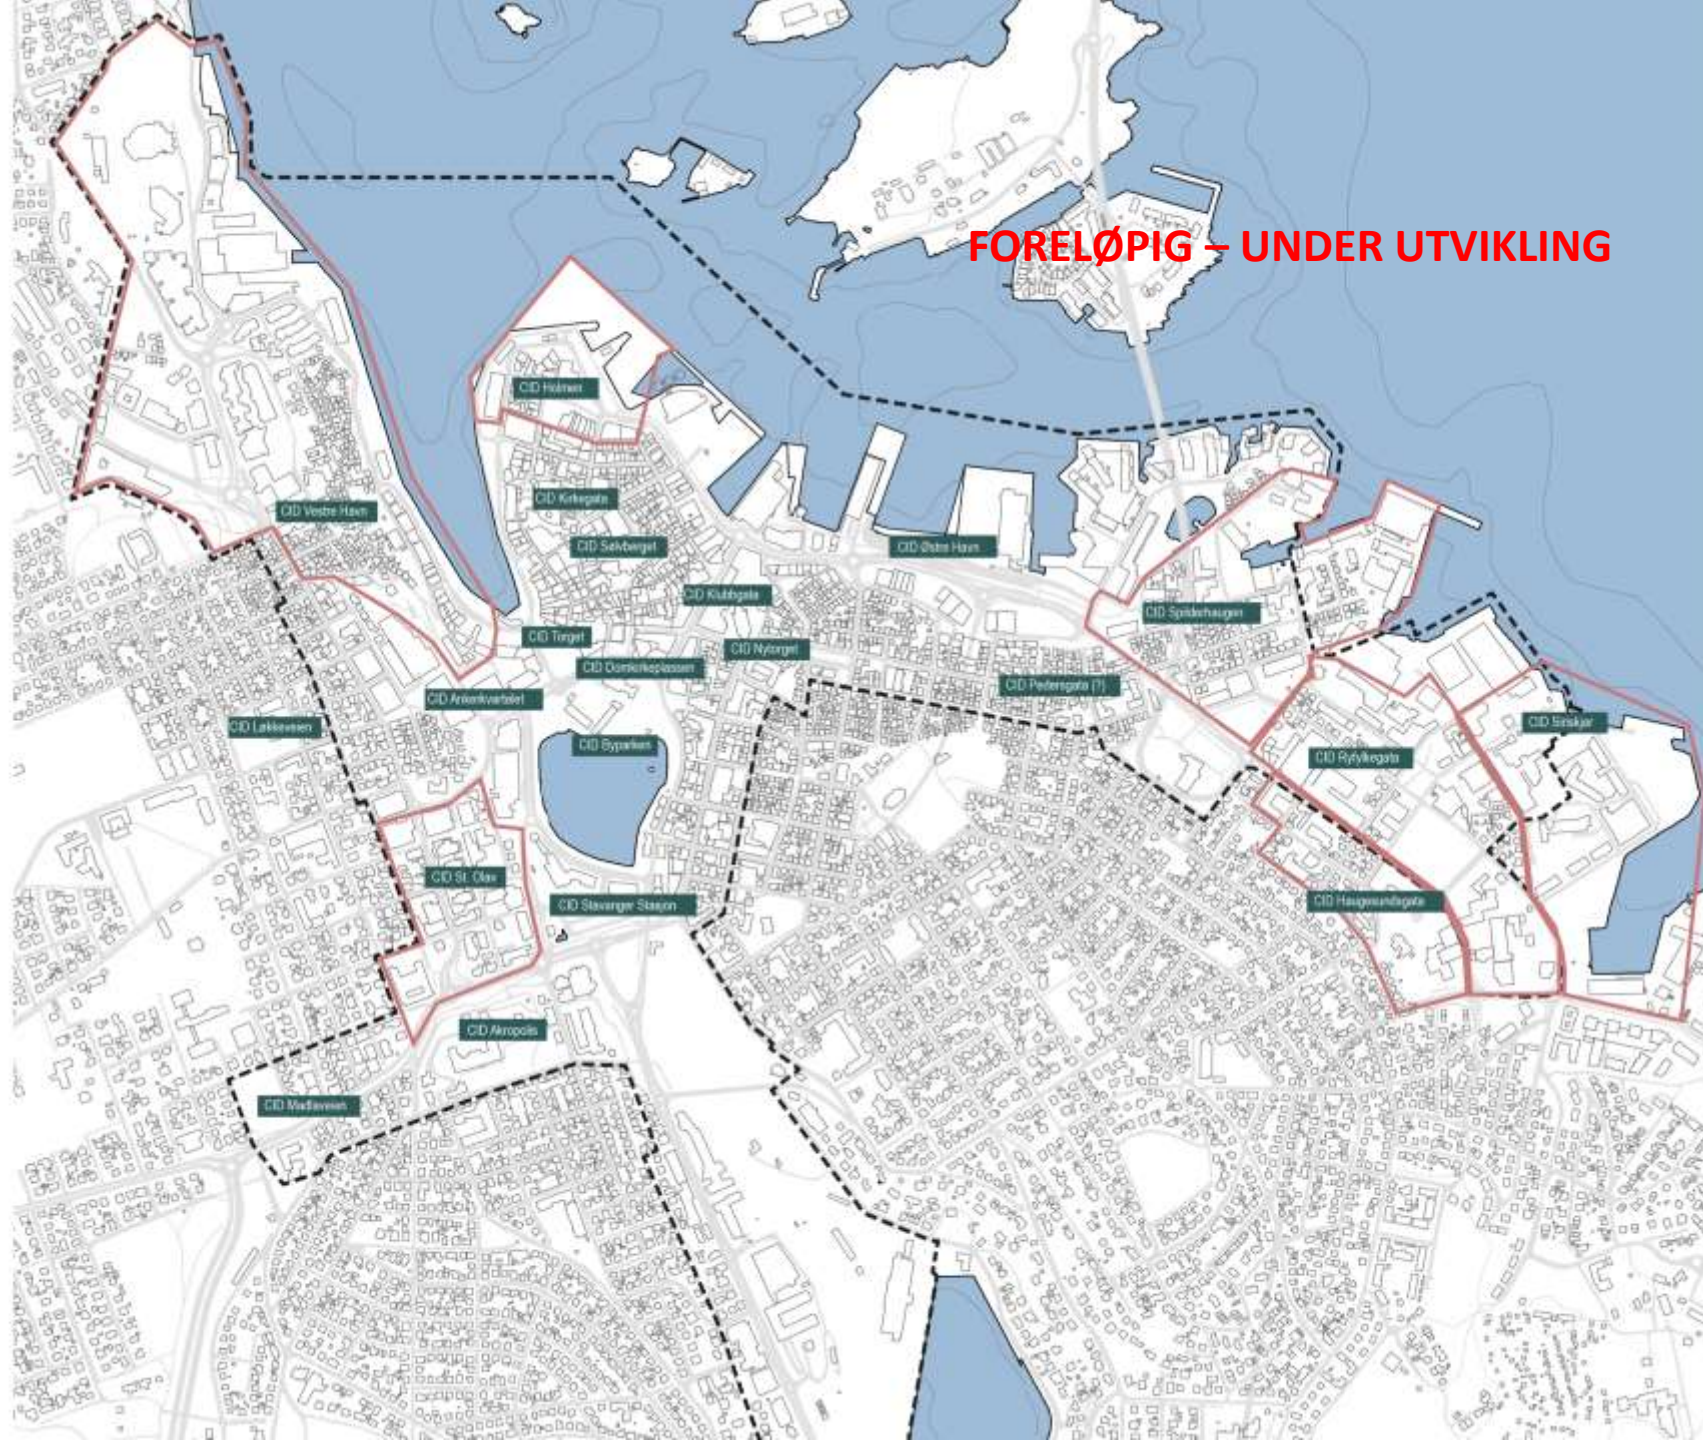 FORELØPIG – UNDER UTVIKLING
CID Holmen
CID Kirkegata
CID Vestre Havn
CID Sølvberget
CID Østre Havn
CID Klubbgata
CID Spilderhaugen
CID Torget
CID Nytorget
CID Domkirkeplassen
CID Pedersgata (?)
CID Ankerkvartalet
CID Løkkeveien
CID Siriskjær
CID Byparken
CID Ryfylkegata
CID St. Olav
CID Haugesundsgata
CID Stavanger Stasjon
CID Akropolis
CID Madlaveien